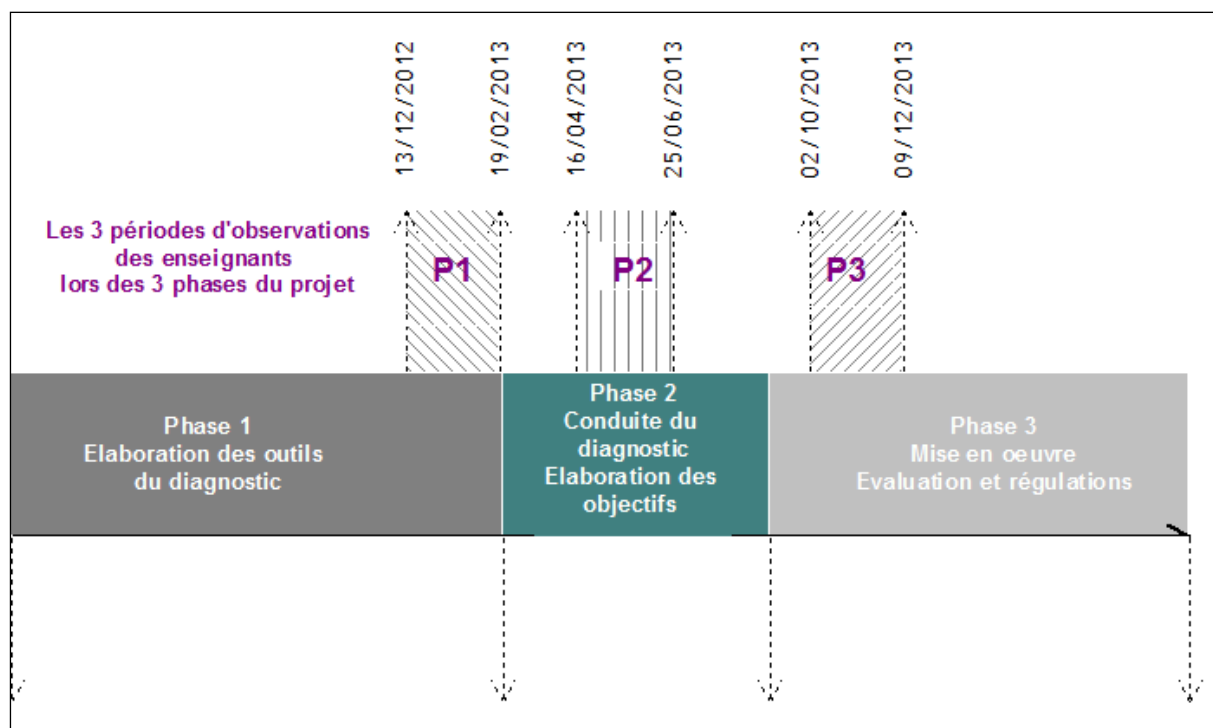 13/12/2012
19/02/2013
16/04/2013
25/06/2013
02/10/2013
09/12/2013
Les 3 périodes d'observations
des enseignants
lors des 3 phases du projet
P1
P2
P3
Phase 1
Elaboration des outils
du diagnostic
Phase 2
Conduite du
diagnostic
Elaboration des
objectifs
Phase 3
Mise en oeuvre
Evaluation et régulations